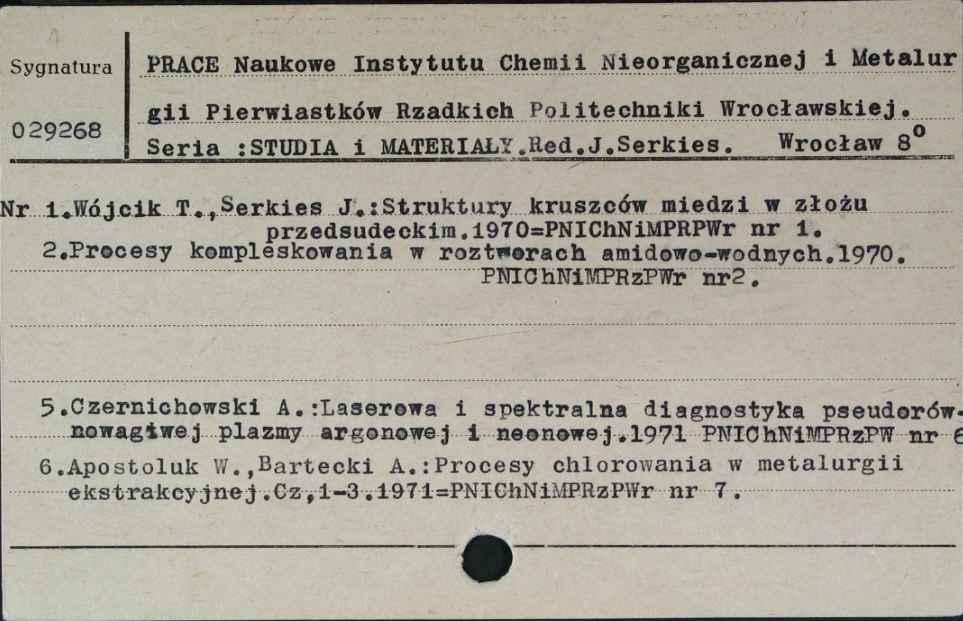 Sygnatura
029268
PRACE Naukowe Instytutu Chemii Nieorganicznej i Metalur
gii Pierwiastków Rzadkich Politechniki Wrocławskiej.
Seria :STUDIA i MATERIAŁY.Red.J.Serkies. Wrocław 8⁰
Nr 1.Wójcik T.,Serkies J.:Struktury kruszców miedzi w złożu
przedsudeckim.1970=PNIChNiMPRPWr nr 1.
2.Procesy kompleskowania w roztworach amidowo-wodnych.1970.
PNIChNiMPRzPWr nr2.
5.Czernichowski A.:Laserowa i spektralna diagnostyka pseudorów-
nowagiwej plazmy argonowej i neonowej.1971 PNIChNiMPRzPW nr 6
6.Apostoluk W.,Bartecki A.:Procesy chlorowania w metalurgii
ekstrakcyjnej.Cz,1-3.1971=PNIChNiMPRzPWr nr 7.